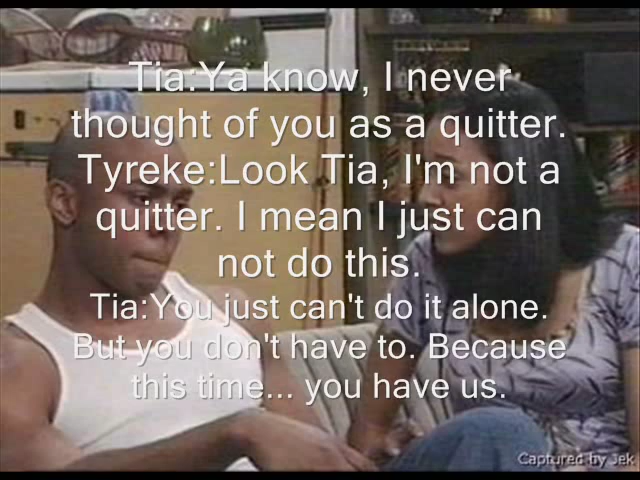 Tia:Ya know, I never
thought of you as a quitter.
Tyreke:Look Tia, I'm not a
quitter. I mean I just can
not do this.
Tia:You just can't do it alone.
But you don't have to. Because
this time... you have us.
Captured by Jek